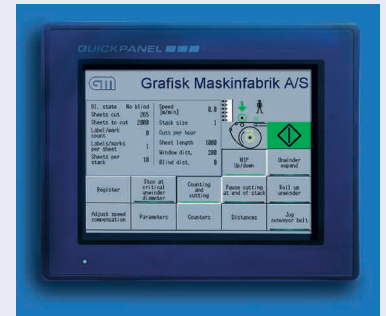 QUICKPANEL
GM Grafisk Maskinfabrik A/S
Bl. state No blind
Sheets out 265
Sheets to cut 2000
Label/mark count 0
Labels/marks per sheet 1
Sheets per stack 10
Speed [m/min] 0.0
Stack size 1
Cuts per hour
Sheet length 1000
Window dist. 200
Blind dist. 0
NIP Up/down
Unwinder expand
Register
Stop at critical unwinder diameter
Counting and cutting
Pause cutting at end of stack
Roll up unwinder
Adjust speed compensation
Parameters
Counters
Distances
Jog conveyor belt